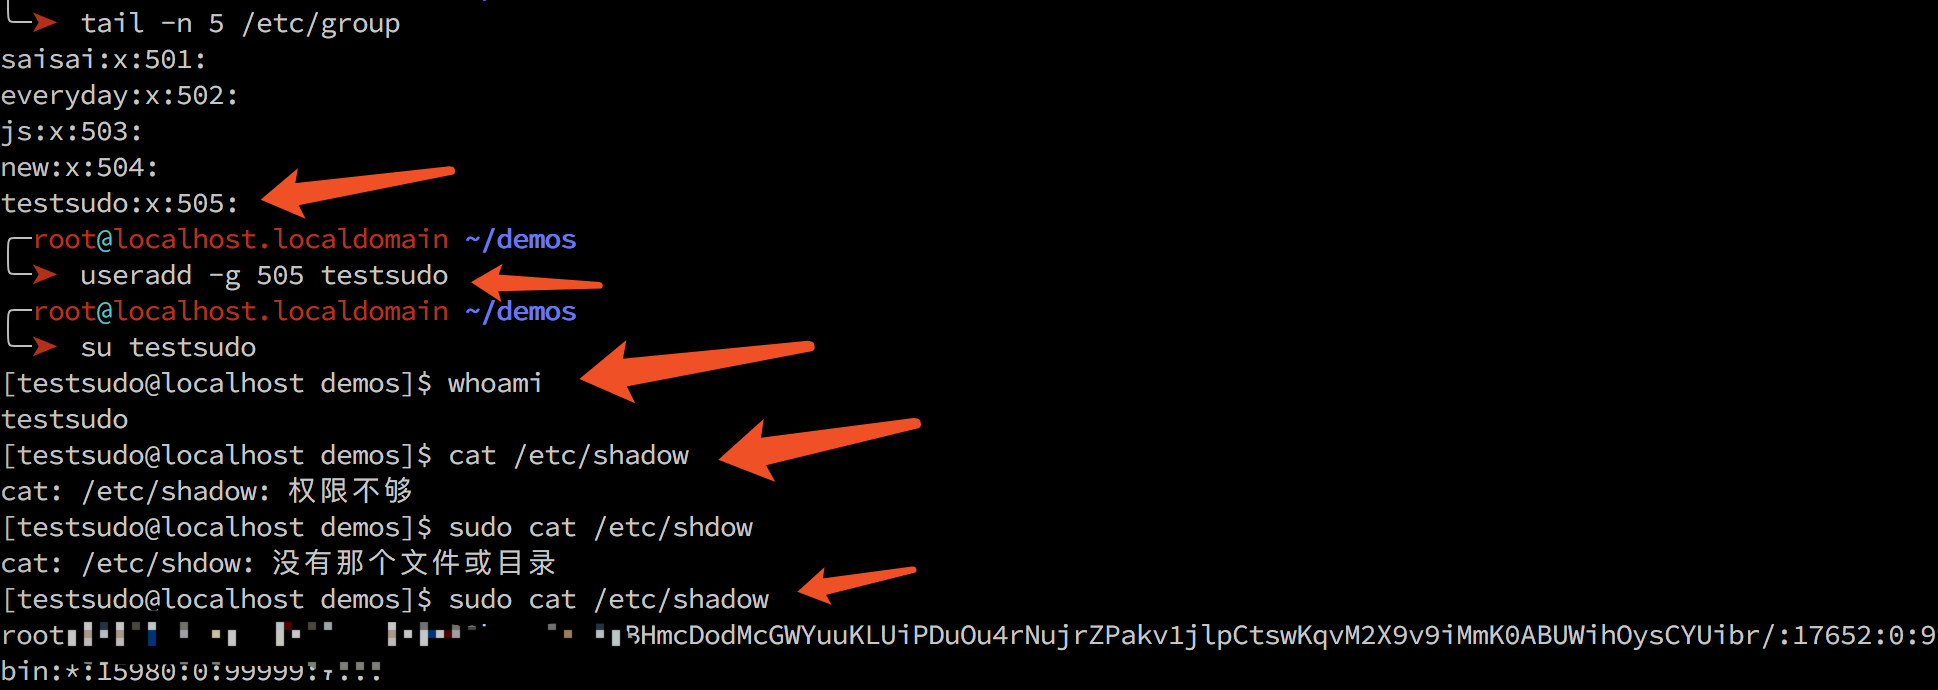 tail -n 5 /etc/group
saisai:x:501:
everyday:x:502:
js:x:503:
new:x:504:
testsudo:x:505:
root@localhost.localdomain ~/demos
useradd -g 505 testsudo
root@localhost.localdomain ~/demos
su testsudo
[testsudo@localhost demos]$ whoami
testsudo
[testsudo@localhost demos]$ cat /etc/shadow
cat: /etc/shadow: 权限不够
[testsudo@localhost demos]$ sudo cat /etc/shdow
cat: /etc/shdow: 没有那个文件或目录
[testsudo@localhost demos]$ sudo cat /etc/shadow
root BHmcDodMcGWYuuKLUiPDuOu4rNujrZPakv1jlpCtswKqvM2X9v9iMmK0ABUWihOysCYUibr/:17652:0:9
bin:*:15980:0:99999:7:::